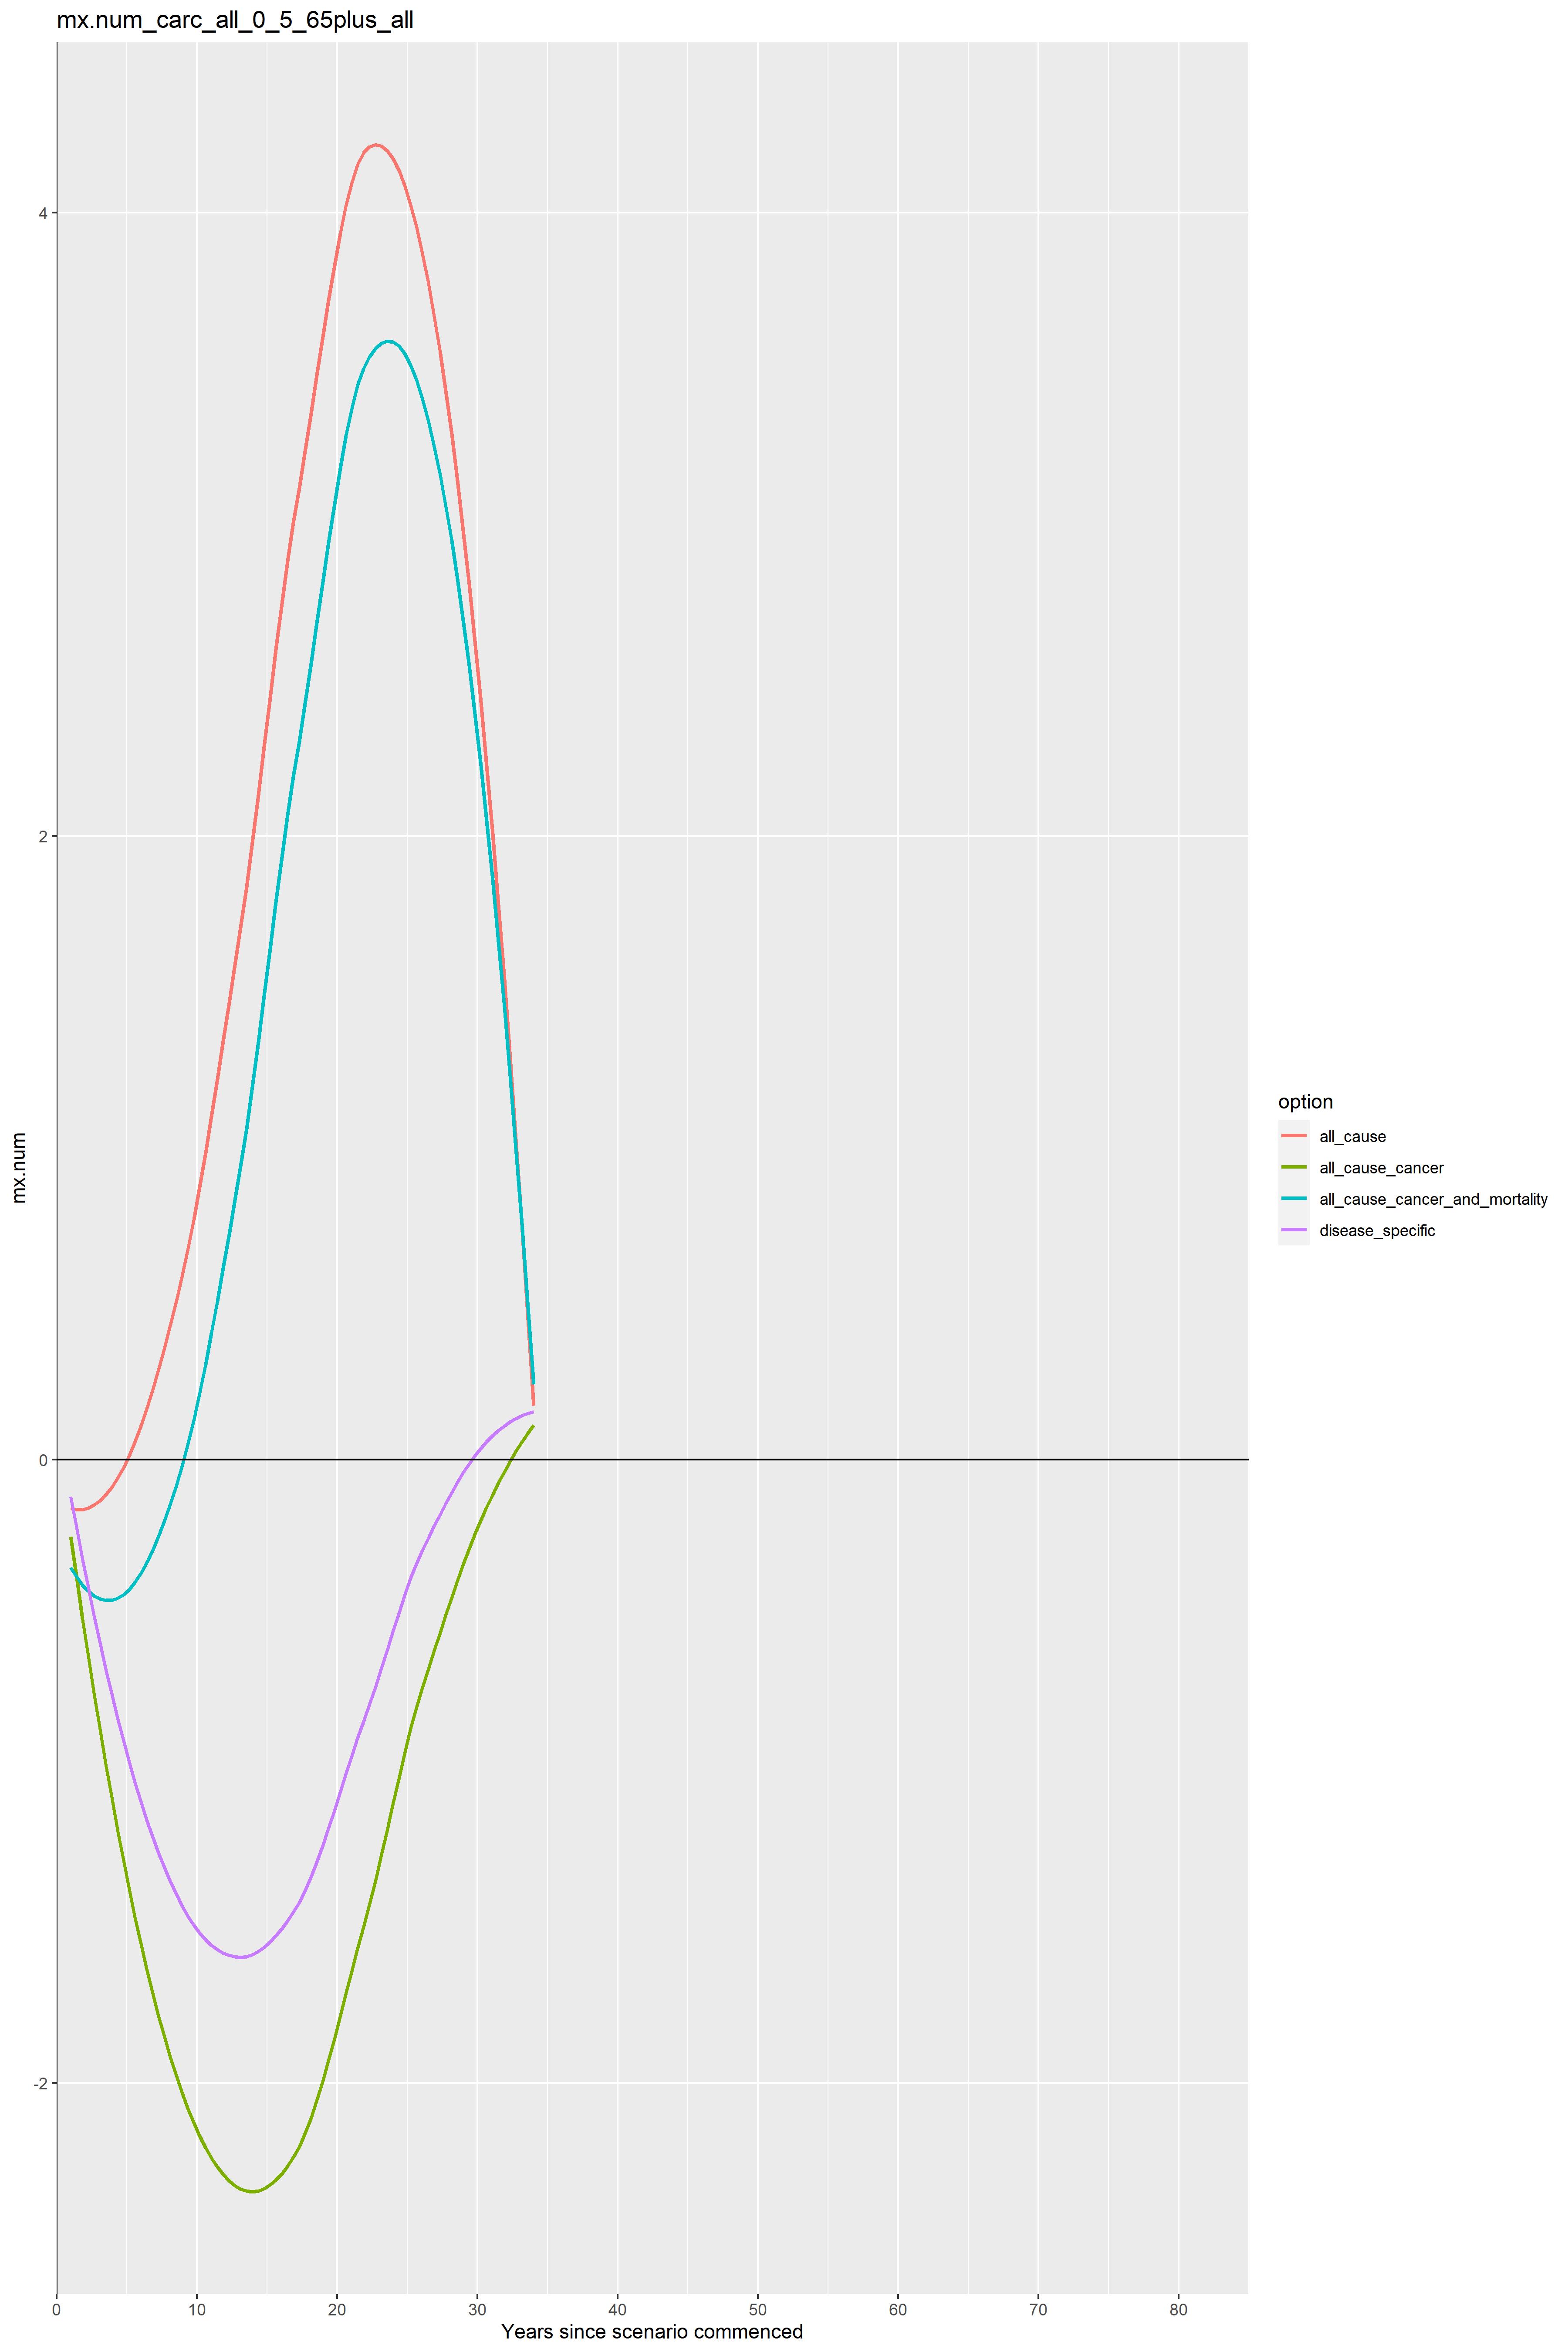 mx.num_carc_all_0_5_65plus_all
mx.num
4
2
0
-2
0 10 20 30 40 50 60 70 80
Years since scenario commenced
option
all_cause
all_cause_cancer
all_cause_cancer_and_mortality
disease_specific